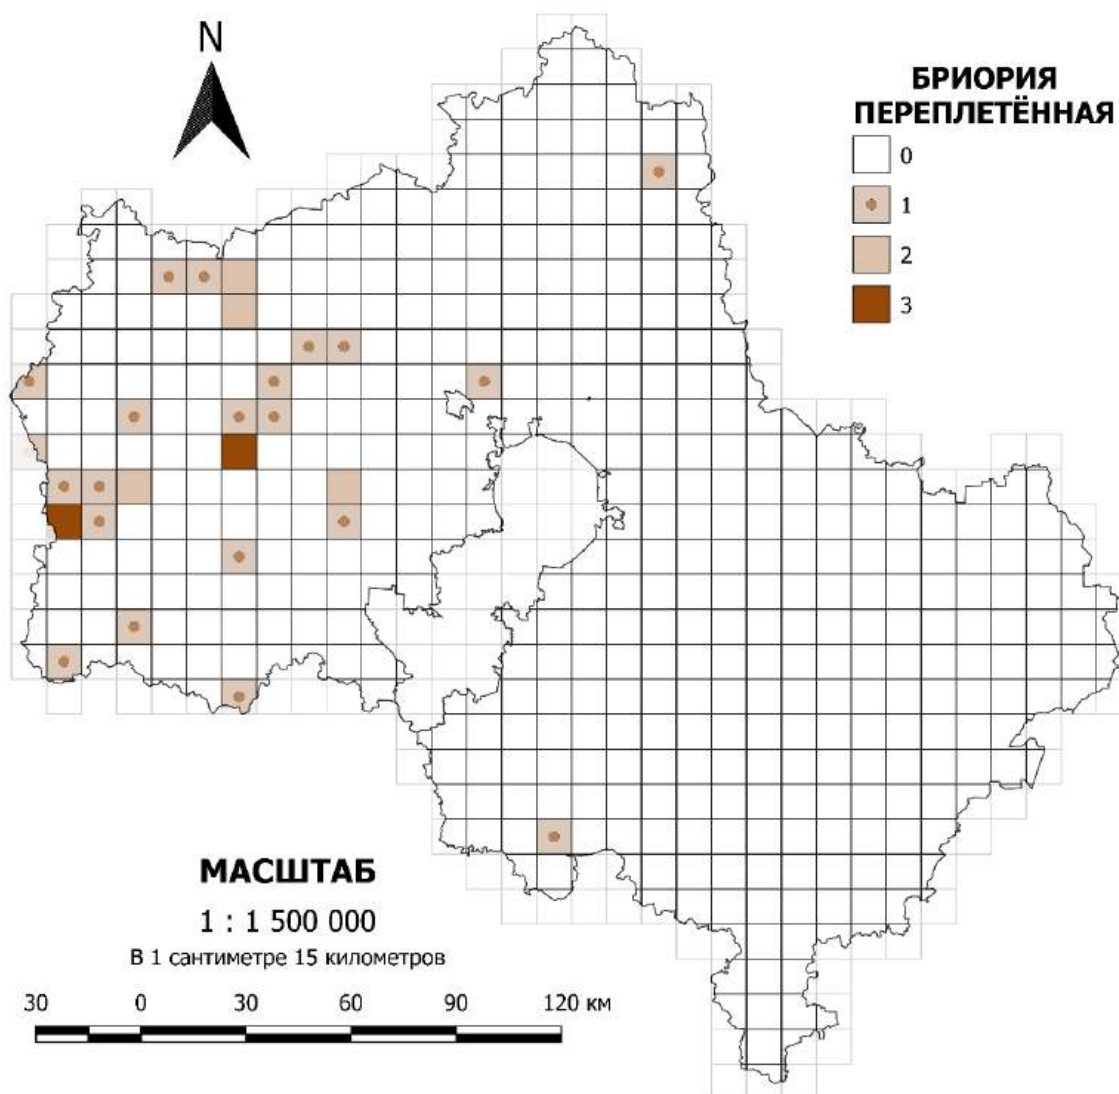 N
БРИОРИЯ
ПЕРЕПЛЕТЁННАЯ
0
1
2
3
МАСШТАБ
1 : 1 500 000
В 1 сантиметре 15 километров
30 0 30 60 90 120 км